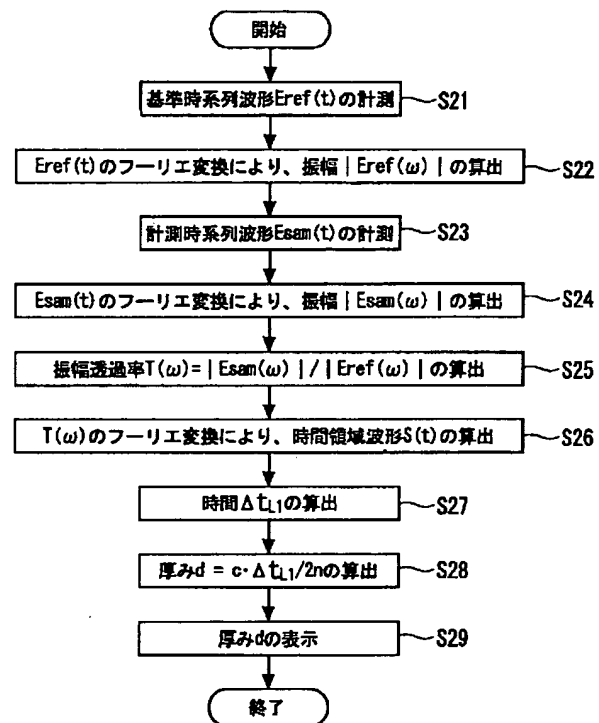 開始
基準時系列波形Eref(t)の計測
S21
Eref(t)のフーリエ変換により、振幅|Eref(ω)|の算出
S22
計測時系列波形Esam(t)の計測
S23
Esam(t)のフーリエ変換により、振幅|Esam(ω)|の算出
S24
振幅透過率T(ω)=|Esam(ω)|/|Eref(ω)|の算出
S25
T(ω)のフーリエ変換により、時間領域波形S(t)の算出
S26
時間ΔtL1の算出
S27
厚みd = c・ΔtL1/2nの算出
S28
厚みdの表示
S29
終了